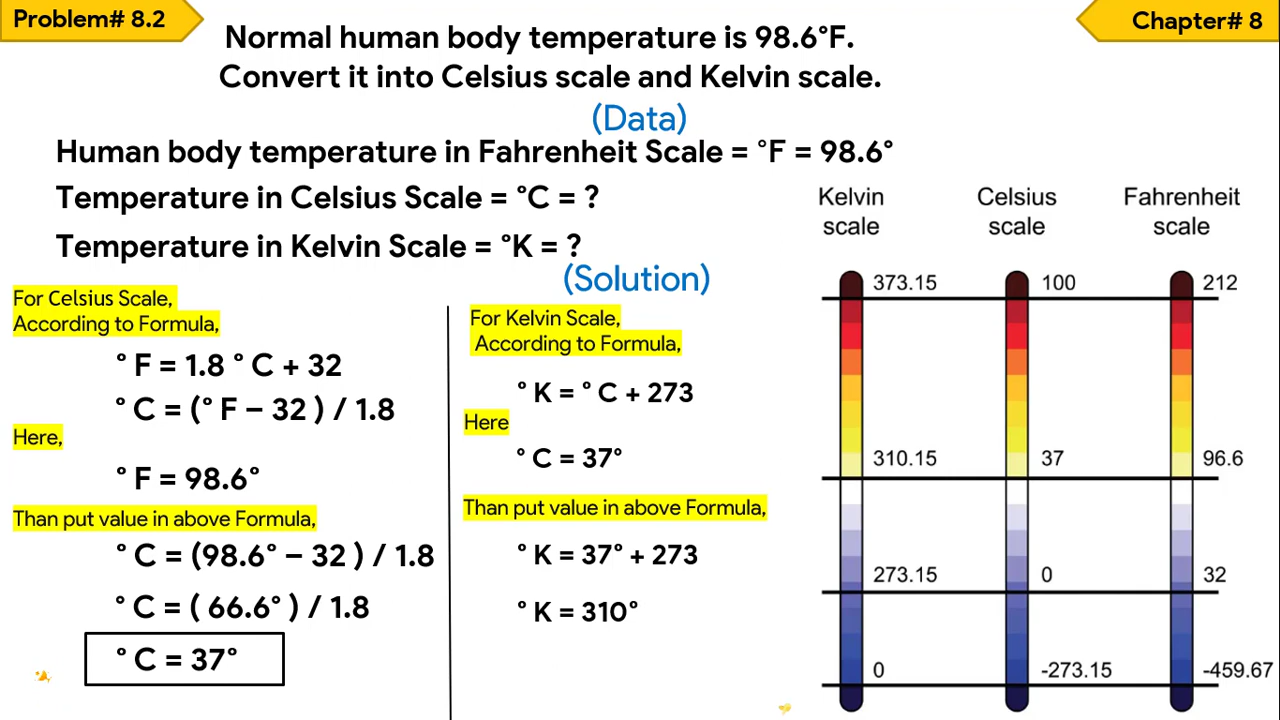 Problem# 8.2
Chapter# 8
Normal human body temperature is 98.6°F.
Convert it into Celsius scale and Kelvin scale.
(Data)
Human body temperature in Fahrenheit Scale = °F = 98.6°
Temperature in Celsius Scale = °C = ?
Temperature in Kelvin Scale = °K = ?
(Solution)
For Celsius Scale,
According to Formula,
° F = 1.8 ° C + 32
° C = (° F – 32 ) / 1.8
Here,
° F = 98.6°
Than put value in above Formula,
° C = (98.6° – 32 ) / 1.8
° C = ( 66.6° ) / 1.8
° C = 37°
For Kelvin Scale,
According to Formula,
° K = ° C + 273
Here
° C = 37°
Than put value in above Formula,
° K = 37° + 273
° K = 310°
Kelvin scale
Celsius scale
Fahrenheit scale
373.15 100 212
310.15 37 96.6
273.15 0 32
0 -273.15 -459.67